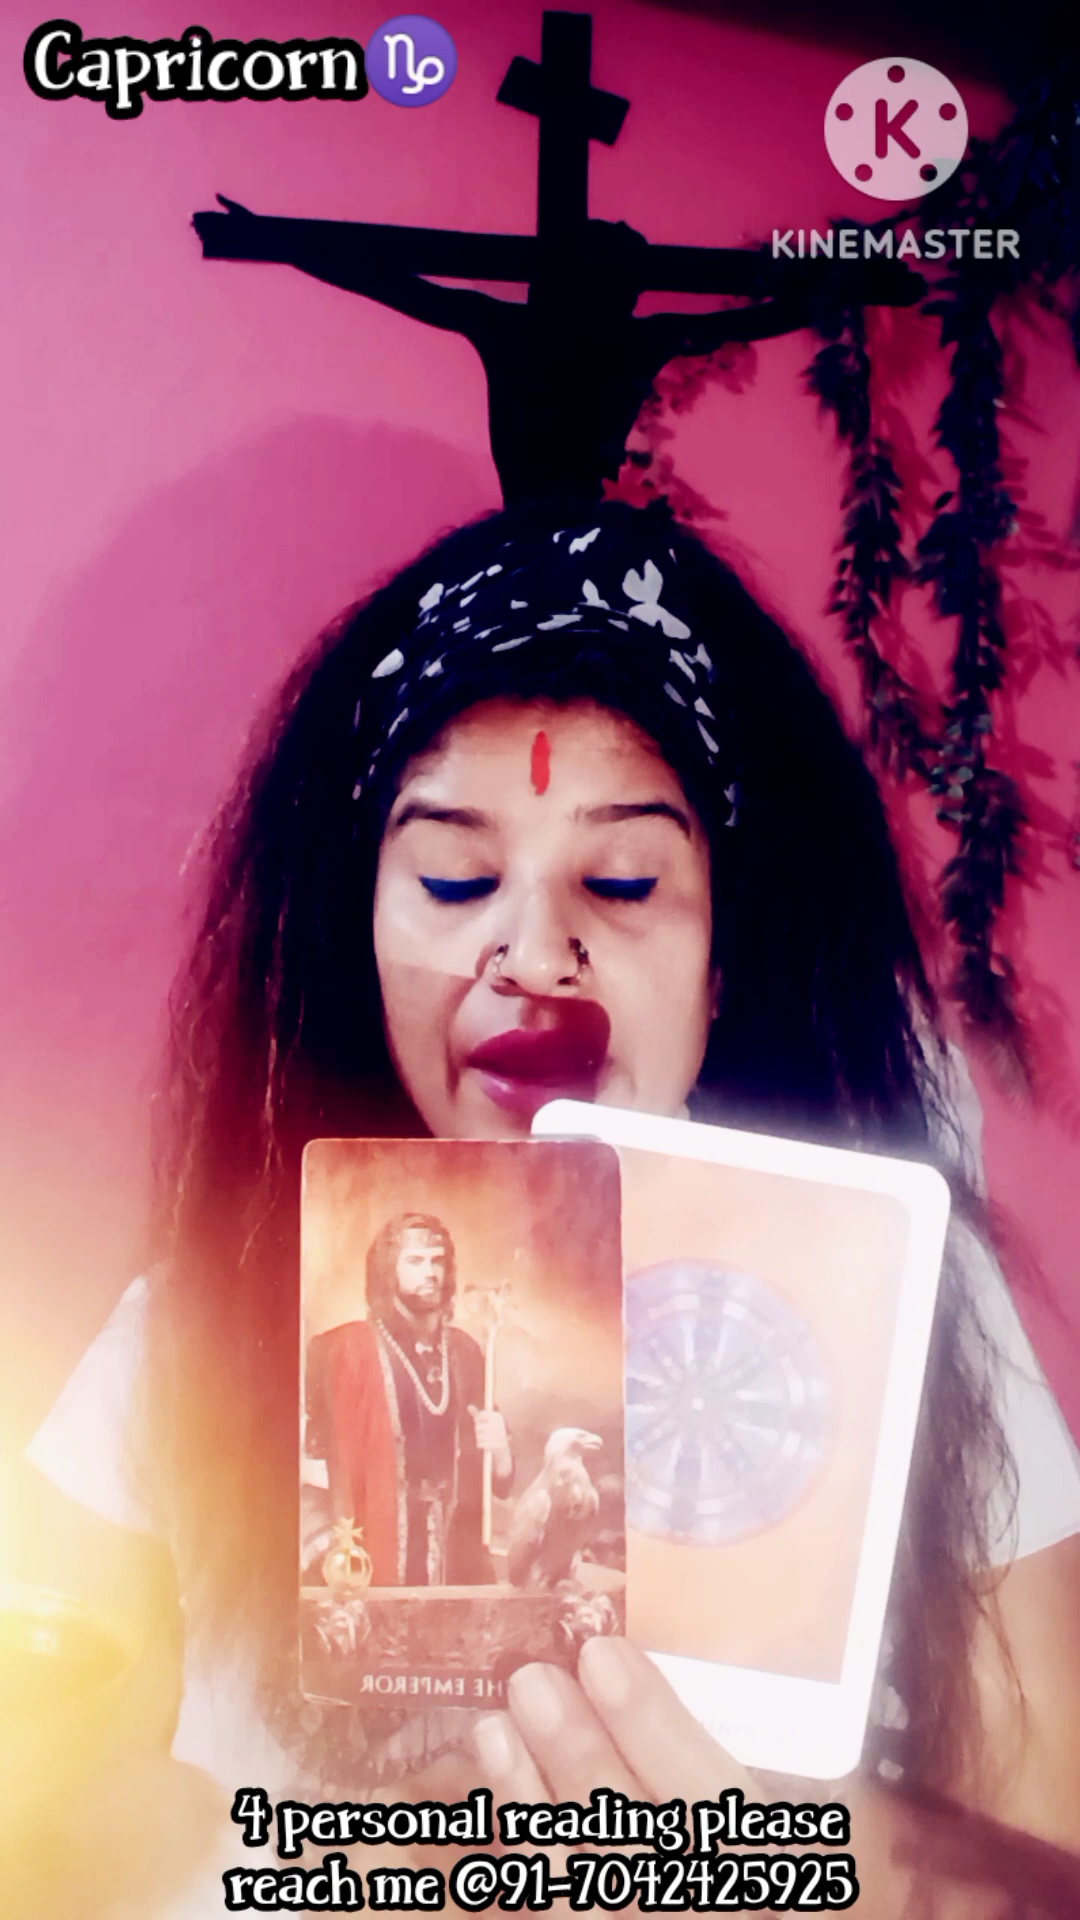 Capricorn♑
K
KINEMASTER
THE EMPEROR
4 personal reading please
reach me @91-7042425925